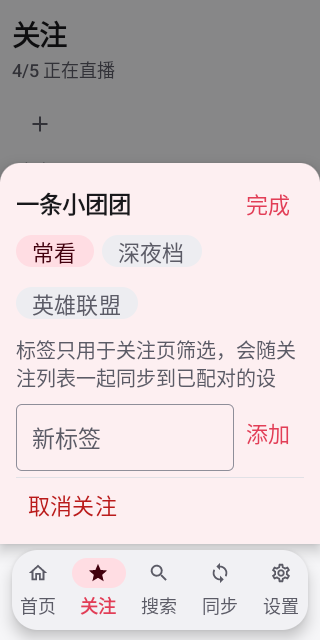 关注
4/5 正在直播
一条小团团
完成
常看
深夜档
英雄联盟
标签只用于关注页筛选，会随关
注列表一起同步到已配对的设
新标签
添加
取消关注
首页
关注
搜索
同步
设置